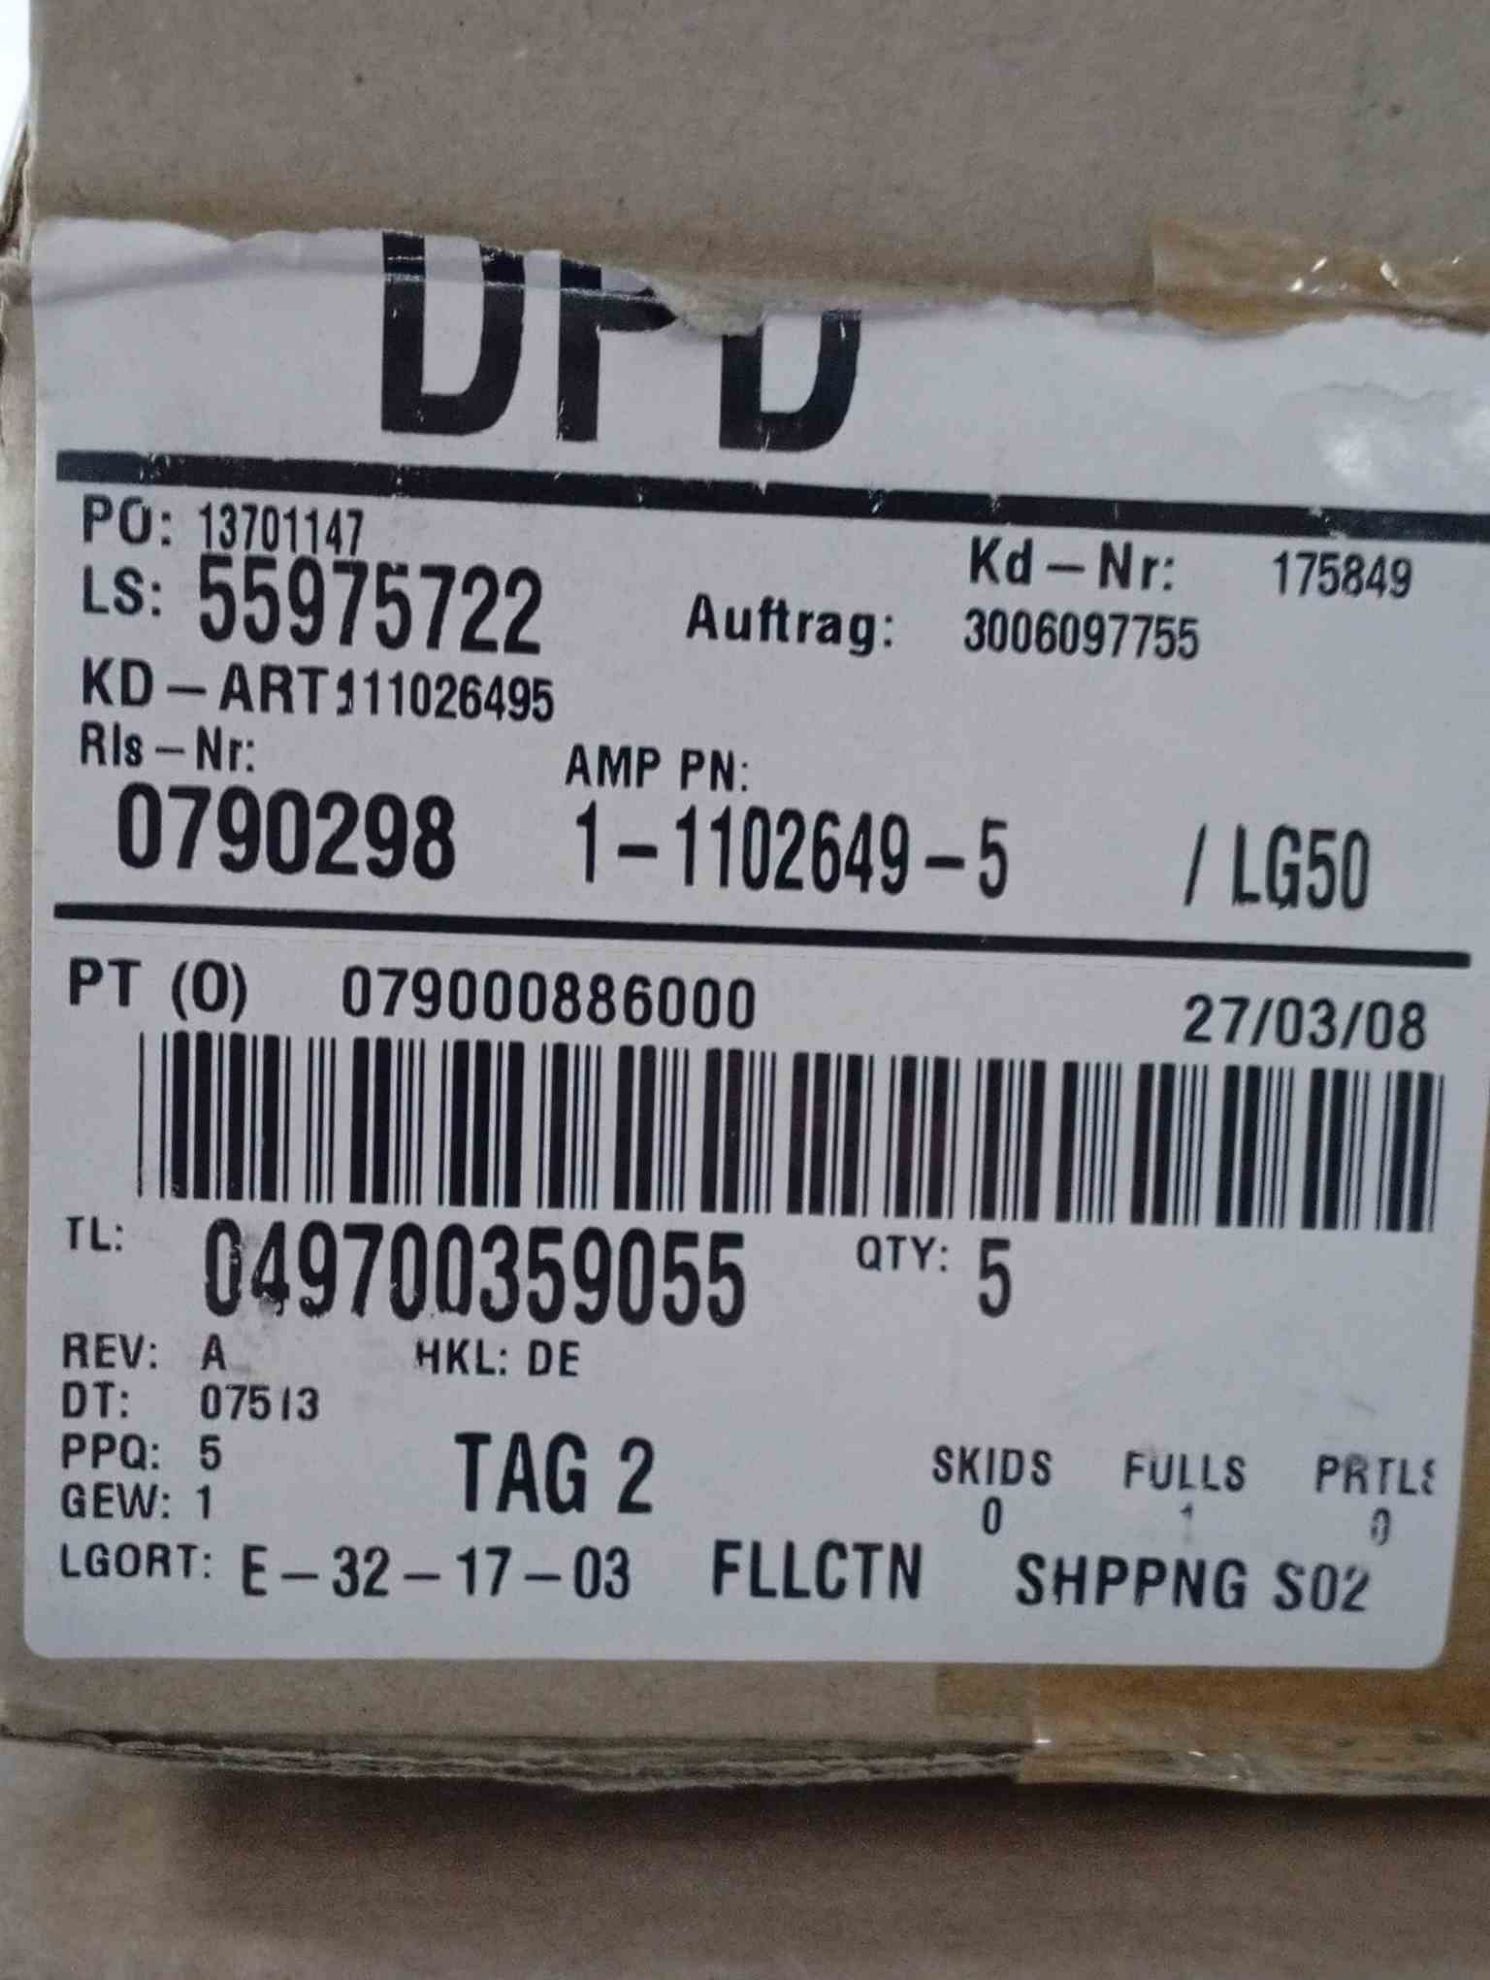 DPD
PO: 13701147
Kd-Nr: 175849
LS: 55975722
Auftrag: 3006097755
KD-ART:111026495
Rls-Nr:
AMP PN:
0790298
1-1102649-5 / LG50
PT (0) 079000886000 27/03/08
TL: 049700359055 QTY: 5
REV: A HKL: DE
DT: 07513
PPQ: 5
TAG 2
SKIDS FULLS PRTLS
GEW: 1
0 1 0
LGORT: E-32-17-03 FLLCTN SHPPNG S02